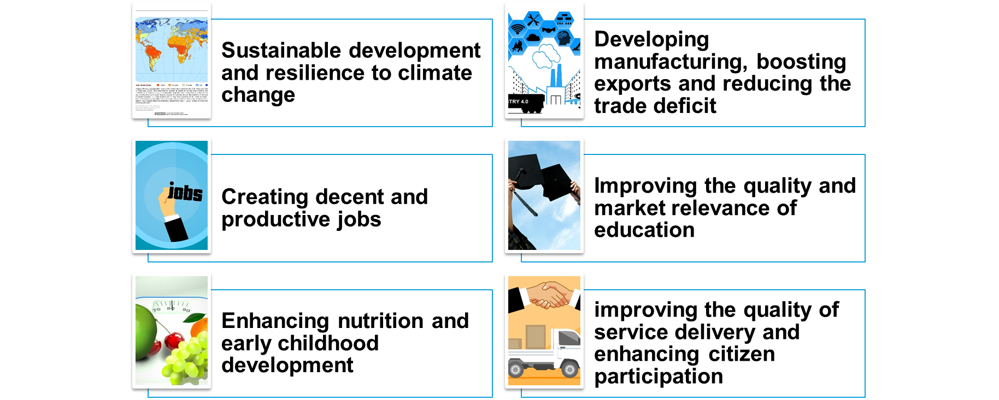 Sustainable development
and resilience to climate
change
Developing
manufacturing, boosting
exports and reducing the
trade deficit
STRY 4.0
jobs
Creating decent and
productive jobs
Improving the quality and
market relevance of
education
70 80 90
Enhancing nutrition and
early childhood
development
improving the quality of
service delivery and
enhancing citizen
participation